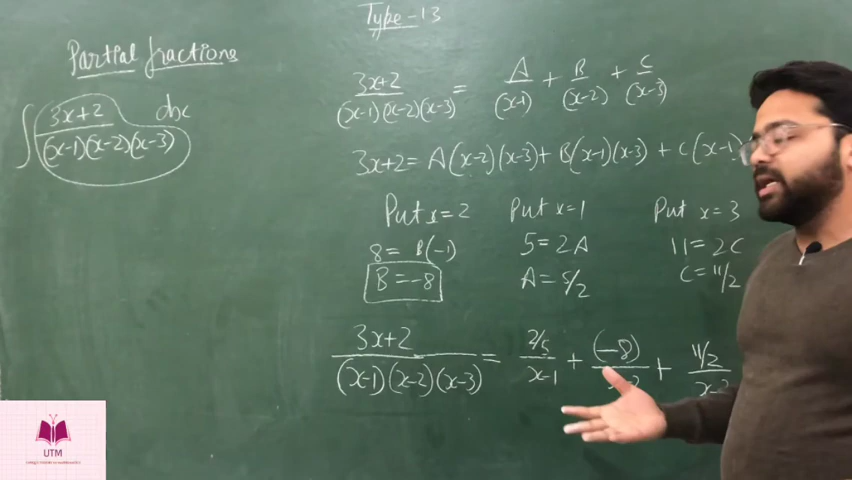 Type-13
Partial fractions
∫ 3x+2 / (x-1)(x-2)(x-3) dx
3x+2 / (x-1)(x-2)(x-3) = A / (x-1) + B / (x-2) + C / (x-3)
3x+2 = A(x-2)(x-3) + B(x-1)(x-3) + C(x-1)
Put x=2
8 = B(-1)
B = -8
Put x=1
5 = 2A
A = 5/2
Put x = 3
11 = 2C
C = 11/2
3x+2 / (x-1)(x-2)(x-3) = 2/5 / x-1 + (-8) / x-2 + 11/2 / x-3
UTM